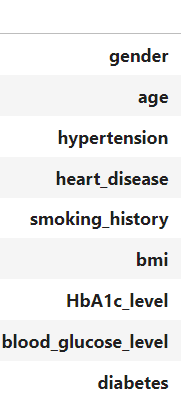 gender
age
hypertension
heart_disease
smoking_history
bmi
HbA1c_level
blood_glucose_level
diabetes